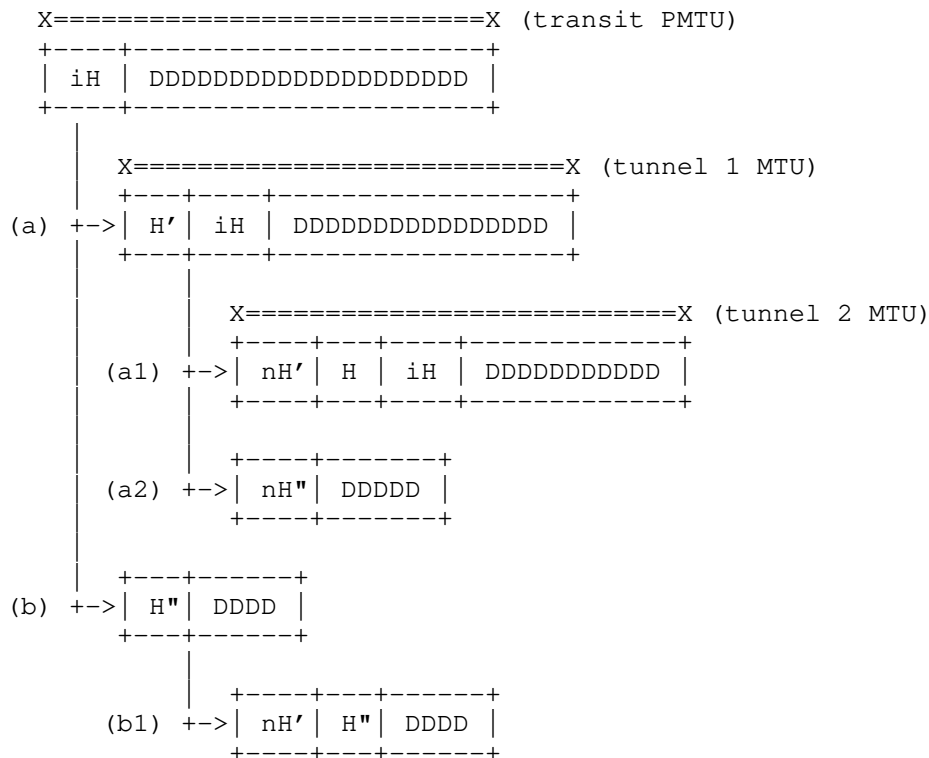 X===========================X (transit PMTU)
+----+----------------------+
| iH | DDDDDDDDDDDDDDDDDDDD |
+----+----------------------+
|
| X===========================X (tunnel 1 MTU)
| +---+----+------------------+
(a) +->| H'| iH | DDDDDDDDDDDDDDDD |
| +---+----+------------------+
| |
| | X===========================X (tunnel 2 MTU)
| | +----+---+----+-------------+
| (a1) +->| nH'| H | iH | DDDDDDDDDDD |
| | +----+---+----+-------------+
| |
| | +----+-------+
| (a2) +->| nH"| DDDDD |
| +----+-------+
|
| +---+------+
(b) +->| H"| DDDD |
+---+------+
|
| +----+---+------+
(b1) +->| nH'| H"| DDDD |
+----+---+------+